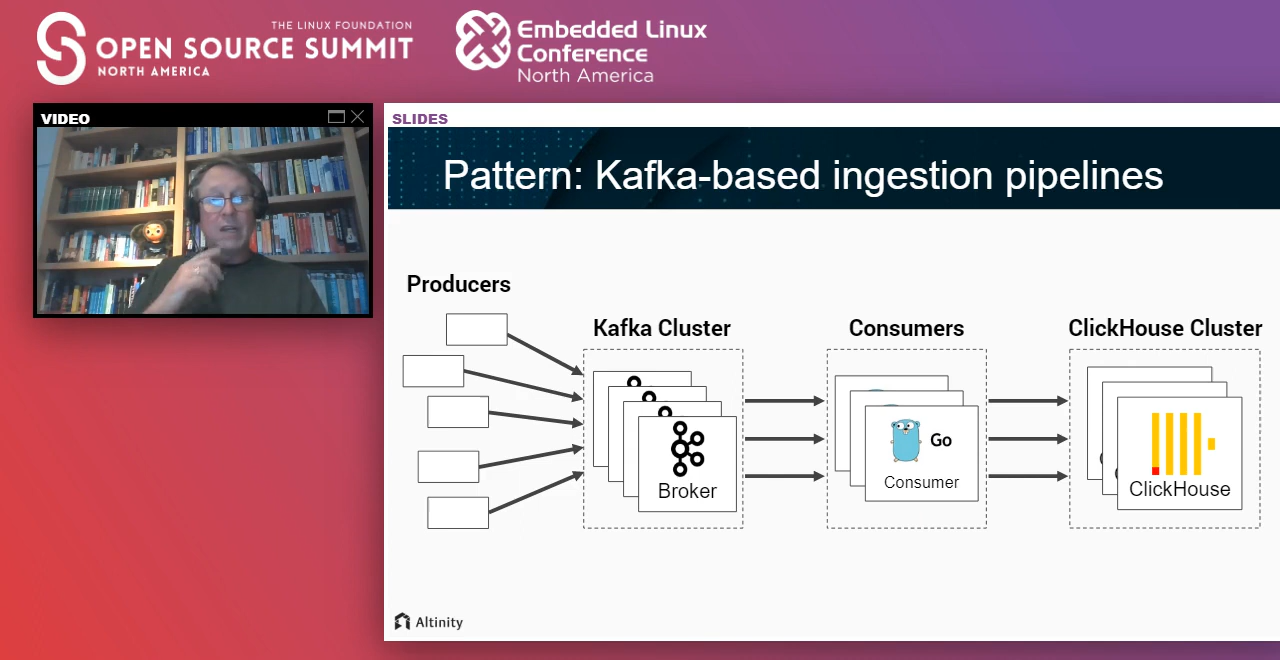 THE LINUX FOUNDATION
OPEN SOURCE SUMMIT
NORTH AMERICA
Embedded Linux
Conference
North America
VIDEO
SLIDES
Pattern: Kafka-based ingestion pipelines
Producers
Kafka Cluster
Consumers
ClickHouse Cluster
Broker
Go
Consumer
ClickHouse
Altinity